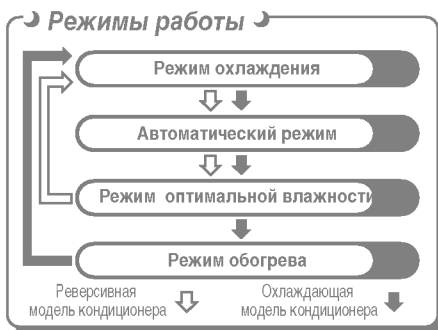 Режимы работы
Режим охлаждения
Автоматический режим
Режим оптимальной влажности
Режим обогрева
Реверсивная
модель кондиционера
Охлаждающая
модель кондиционера